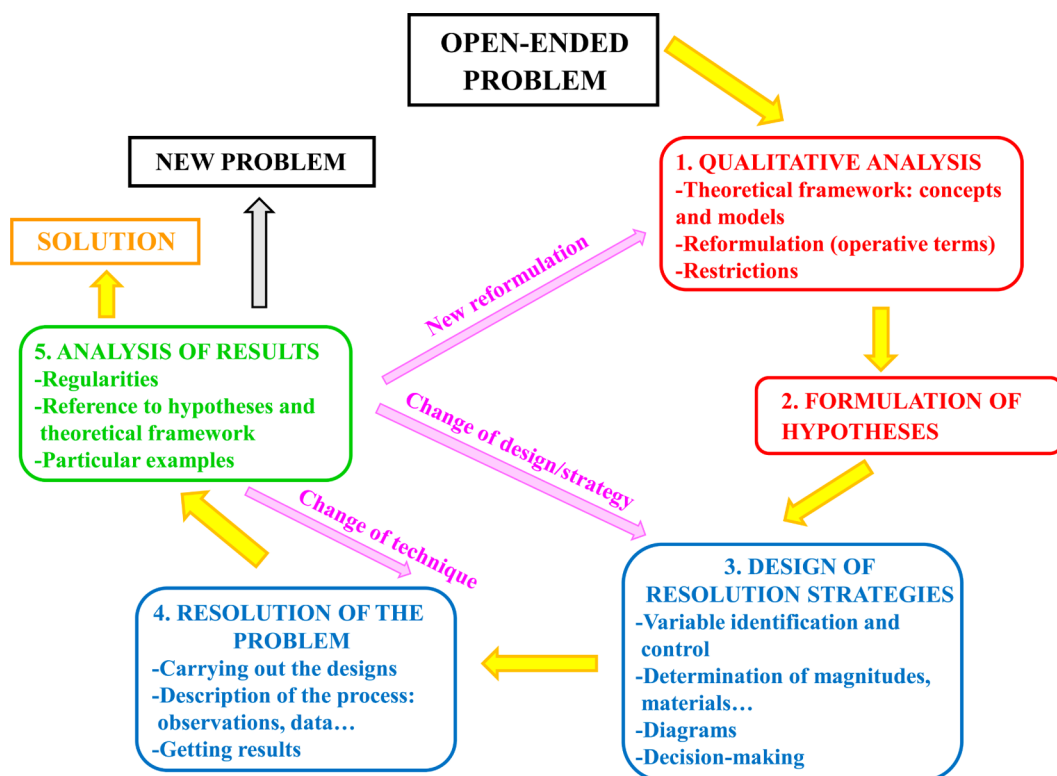 OPEN-ENDED
PROBLEM
NEW PROBLEM
SOLUTION
1. QUALITATIVE ANALYSIS
-Theoretical framework: concepts
and models
-Reformulation (operative terms)
-Restrictions
New reformulation
5. ANALYSIS OF RESULTS
-Regularities
-Reference to hypotheses and
theoretical framework
-Particular examples
2. FORMULATION OF
HYPOTHESES
Change of design/strategy
Change of technique
3. DESIGN OF
RESOLUTION STRATEGIES
-Variable identification and
control
-Determination of magnitudes,
materials…
-Diagrams
-Decision-making
4. RESOLUTION OF THE
PROBLEM
-Carrying out the designs
-Description of the process:
observations, data…
-Getting results